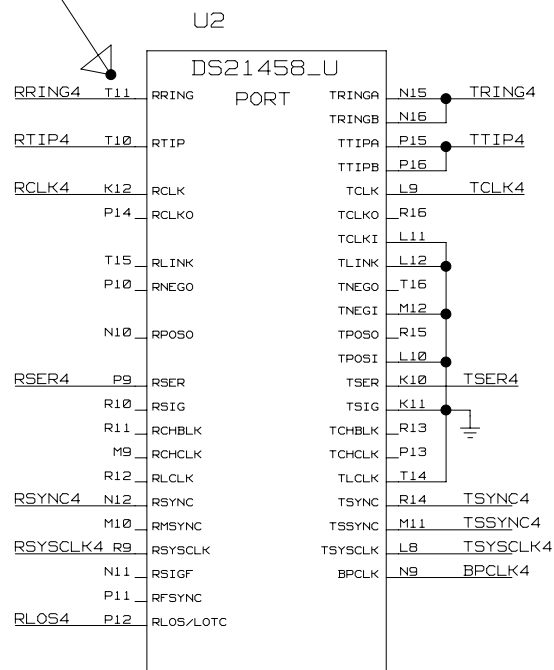 U2
DS21458_U
PORT
RRING4 T11 RRING TRINGA N15 TRING4
TRINGB N16
RTIP4 T10 RTIP TTIPA P15 TTIP4
TTIPB P16
RCLK4 K12 RCLK TCLK L9 TCLK4
P14 RCLKO TCLKO R16
TCLKI L11
T15 RLINK TLINK L12
P10 RNEGO TNEGO T16
TNEGI M12
N10 RPOSO TPOSO R15
TPOSI L10
RSER4 P9 RSER TSER K10 TSER4
R10 RSIG TSIG K11
R11 RCHBLK TCHBLK R13
M9 RCHCLK TCHCLK P13
R12 RLCLK TLCLK T14
RSYNC4 N12 RSYNC TSYNC R14 TSYNC4
M10 RMSYNC TSSYNC M11 TSSYNC4
RSYSCLK4 R9 RSYSCLK TSYSCLK L8 TSYSCLK4
N11 RSIGF BPCLK N9 BPCLK4
P11 RFSYNC
RLOS4 P12 RLOS/LOTC